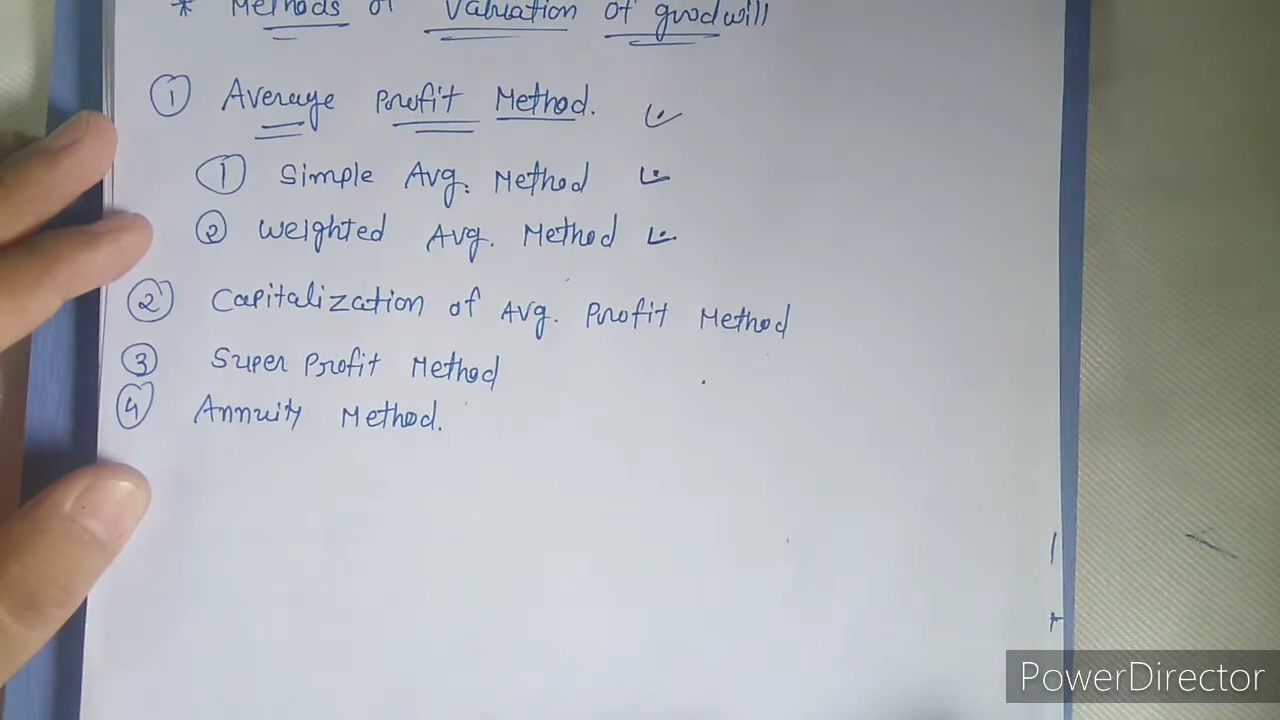 * Methods of Valuation of goodwill
① Average Profit Method.
① Simple Avg. Method
② Weighted Avg. Method
② Capitalization of Avg. Profit Method
③ Super Profit Method
④ Annuity Method.
PowerDirector